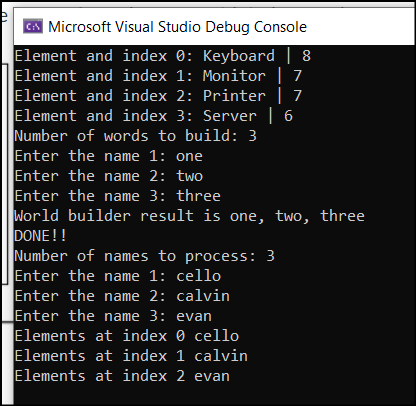 Microsoft Visual Studio Debug Console
Element and index 0: Keyboard | 8
Element and index 1: Monitor | 7
Element and index 2: Printer | 7
Element and index 3: Server | 6
Number of words to build: 3
Enter the name 1: one
Enter the name 2: two
Enter the name 3: three
World builder result is one, two, three
DONE!!
Number of names to process: 3
Enter the name 1: cello
Enter the name 2: calvin
Enter the name 3: evan
Elements at index 0 cello
Elements at index 1 calvin
Elements at index 2 evan